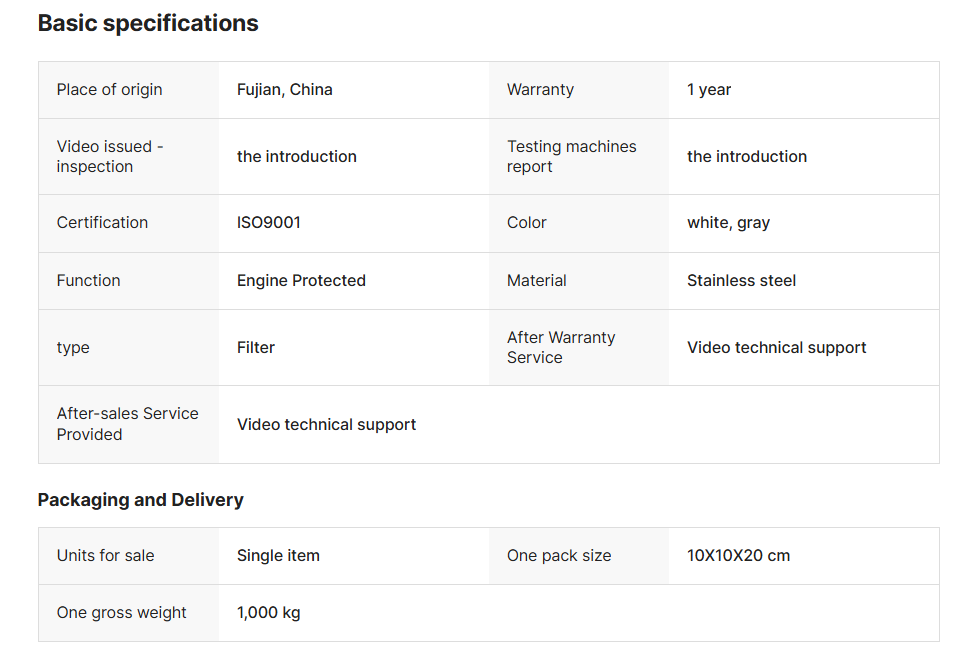 Basic specifications
Place of origin
Fujian, China
Warranty
1 year
Video issued -
inspection
the introduction
Testing machines
report
the introduction
Certification
ISO9001
Color
white, gray
Function
Engine Protected
Material
Stainless steel
type
Filter
After Warranty
Service
Video technical support
After-sales Service
Provided
Video technical support
Packaging and Delivery
Units for sale
Single item
One pack size
10X10X20 cm
One gross weight
1,000 kg